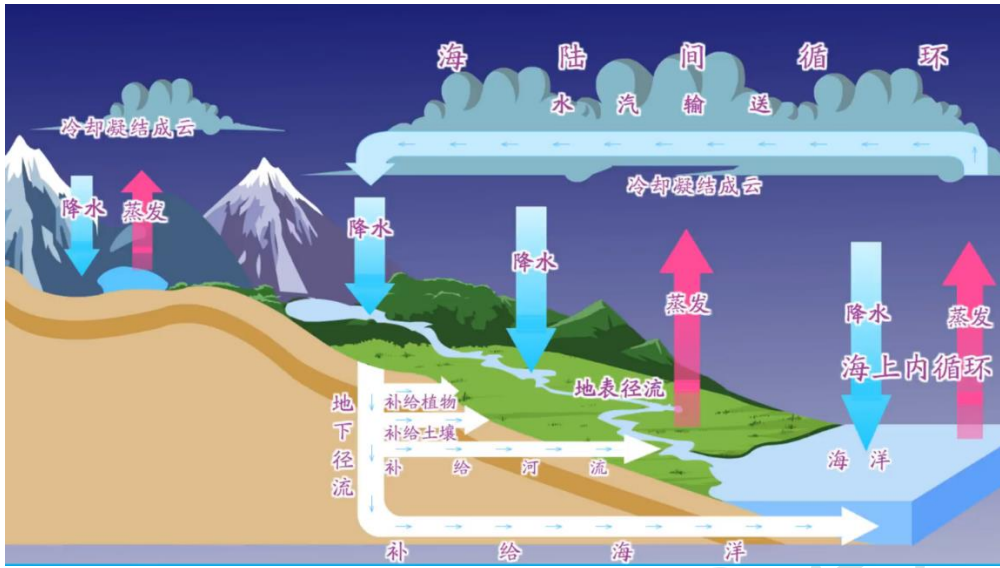 海陆间循环
水汽输送
冷却凝结成云
冷却凝结成云
降水
蒸发
降水
降水
蒸发
降水
蒸发
海上内循环
地表径流
地下径流
补给植物
补给土壤
补给河流
海洋
补给海洋